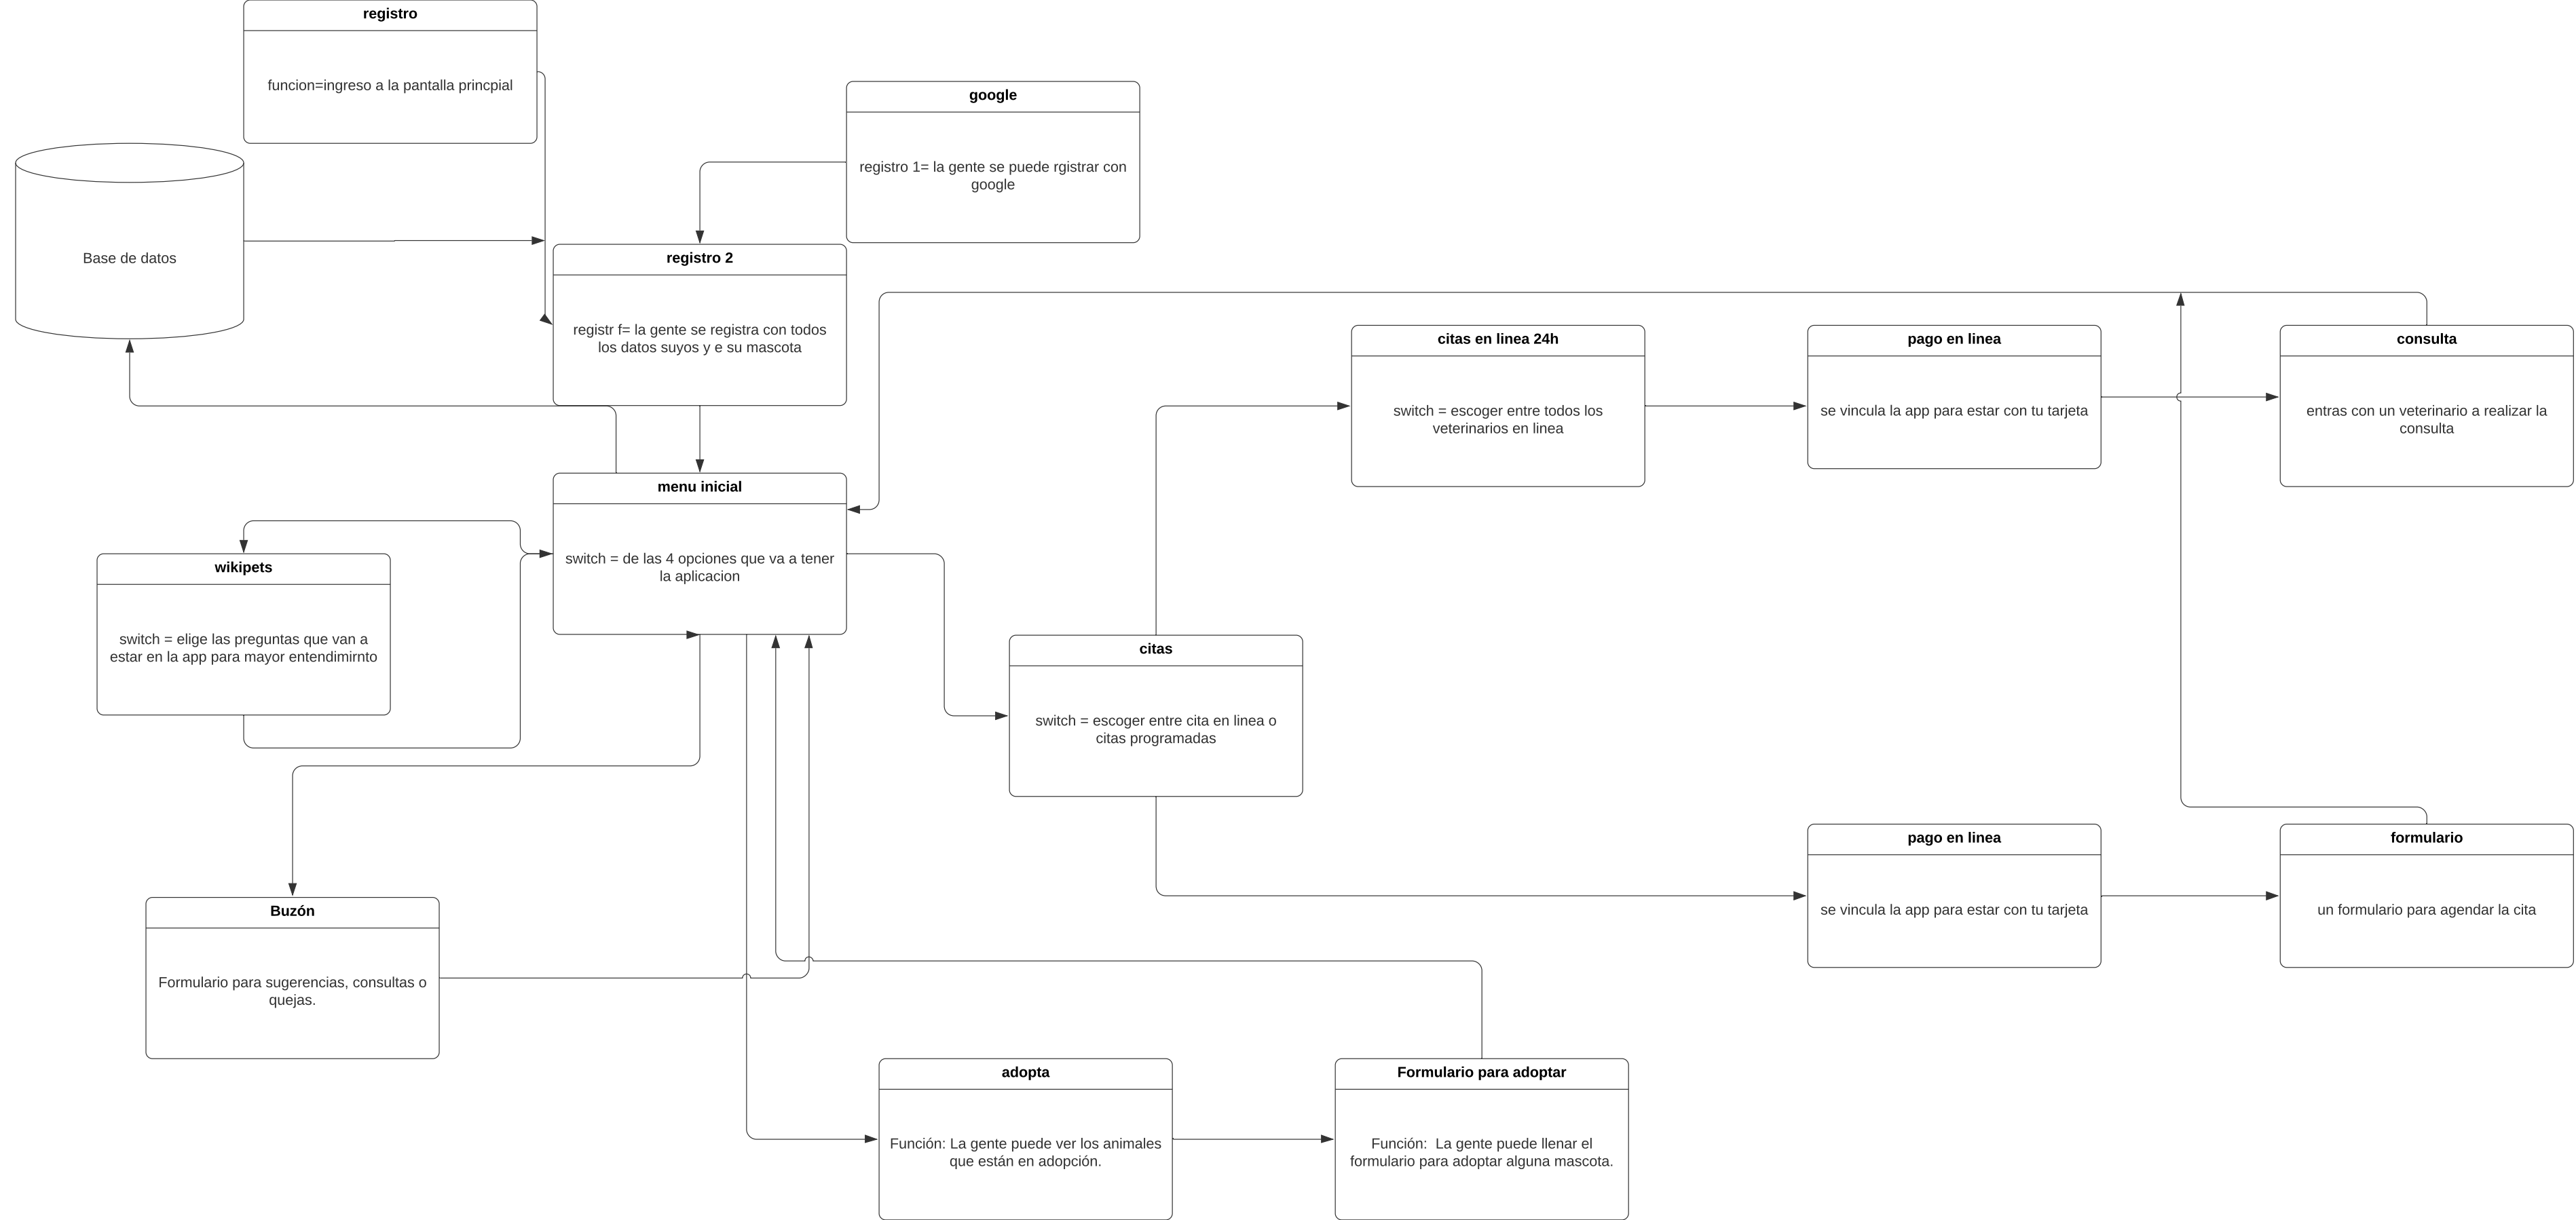 registro
funcion=ingreso a la pantalla princpial
google
registro 1= la gente se puede rgistrar con
google
Base de datos
registro 2
registr f= la gente se registra con todos
los datos suyos y e su mascota
citas en linea 24h
switch = escoger entre todos los
veterinarios en linea
pago en linea
se vincula la app para estar con tu tarjeta
consulta
entras con un veterinario a realizar la
consulta
menu inicial
switch = de las 4 opciones que va a tener
la aplicacion
wikipets
switch = elige las preguntas que van a
estar en la app para mayor entendimirnto
citas
switch = escoger entre cita en linea o
citas programadas
pago en linea
se vincula la app para estar con tu tarjeta
formulario
un formulario para agendar la cita
Buzón
Formulario para sugerencias, consultas o
quejas.
adopta
Función: La gente puede ver los animales
que están en adopción.
Formulario para adoptar
Función:  La gente puede llenar el
formulario para adoptar alguna mascota.